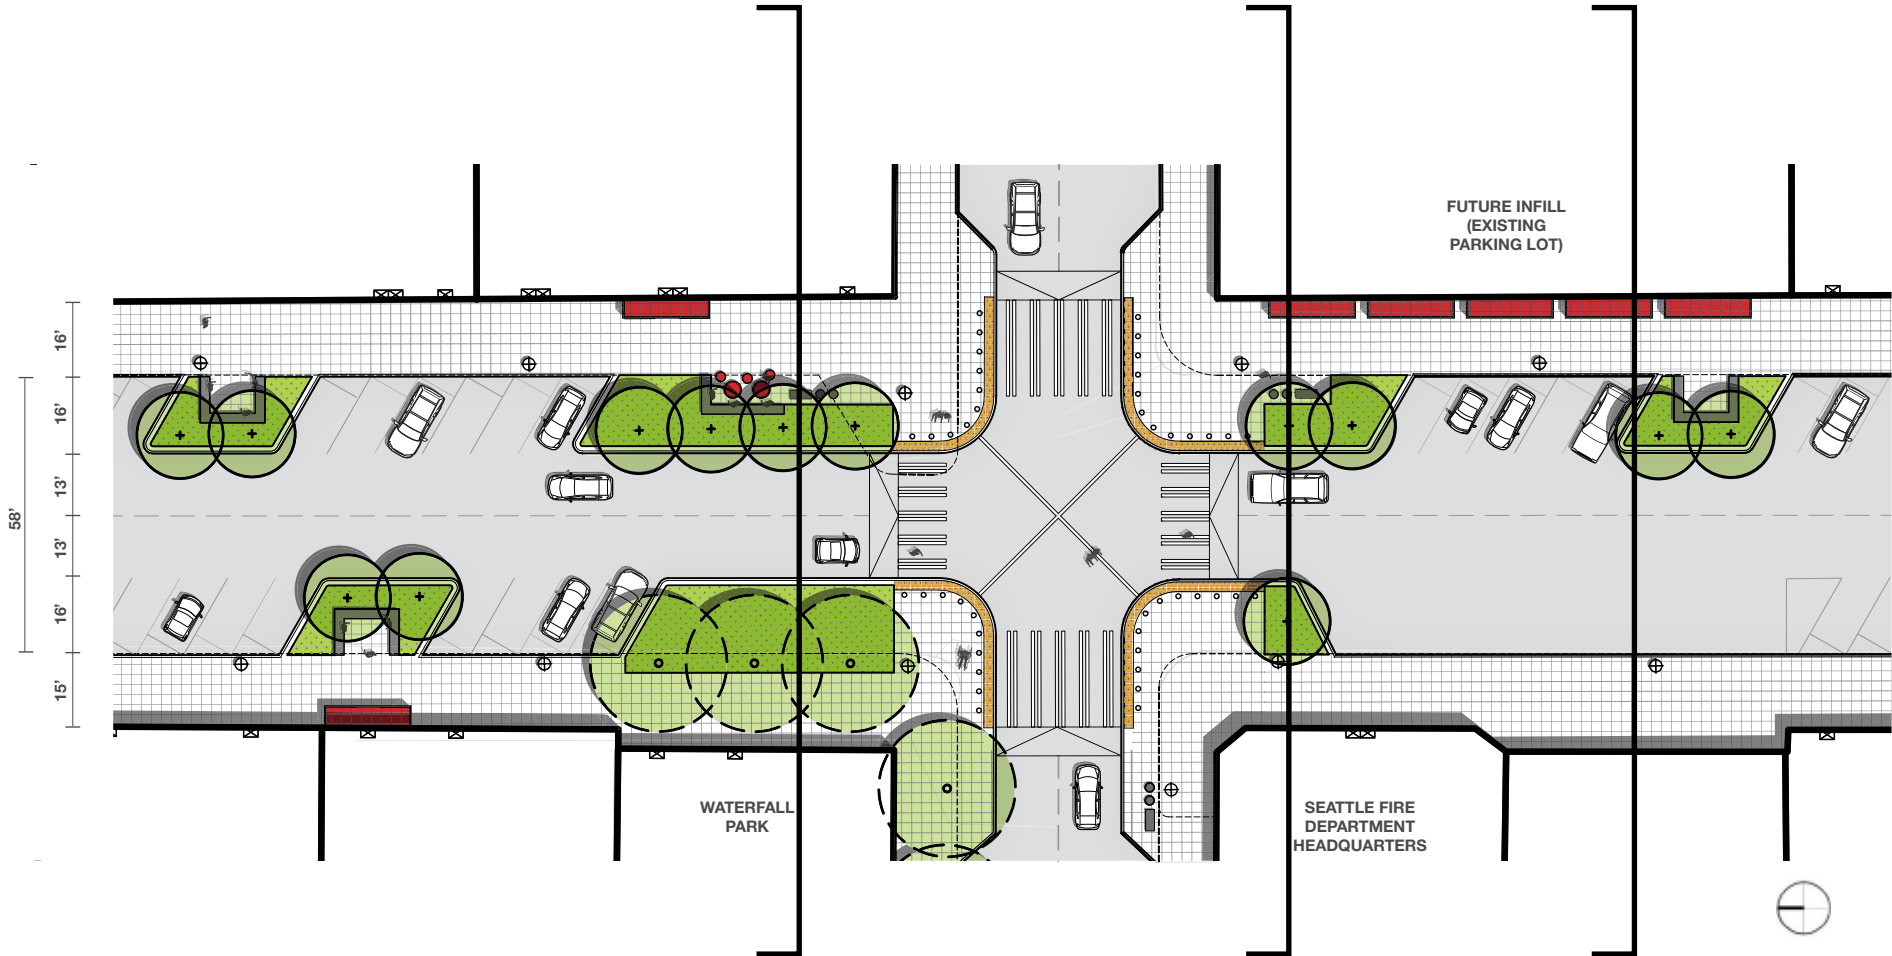 FUTURE INFILL
(EXISTING
PARKING LOT)
16’
16’
13’
58’
13’
16’
15’
WATERFALL
PARK
SEATTLE FIRE
DEPARTMENT
HEADQUARTERS